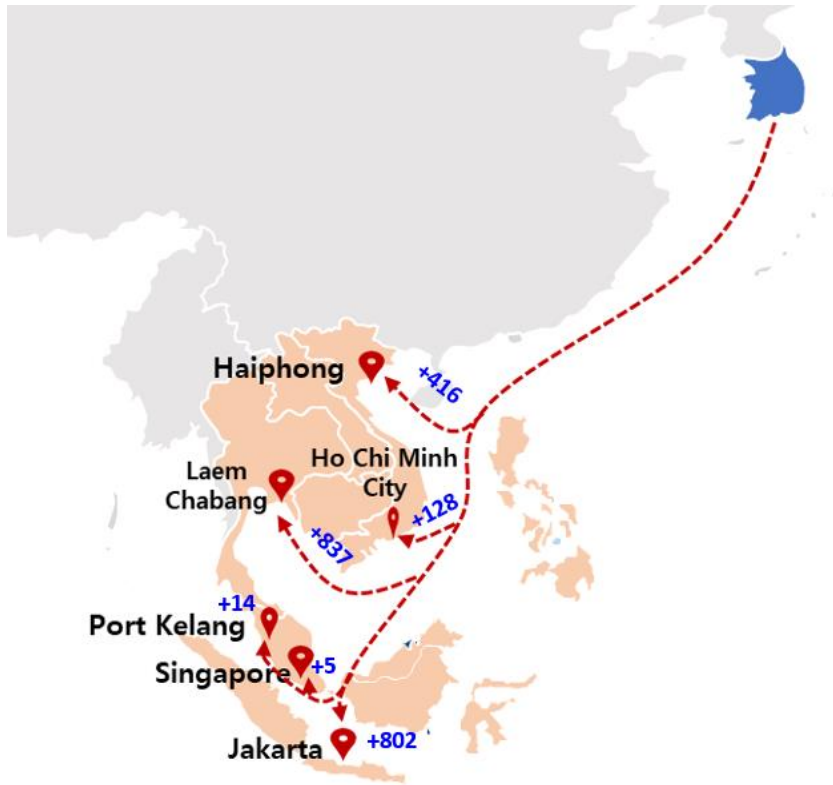 Haiphong
+416
Ho Chi Minh
City
Laem
Chabang
+128
+837
+14
Port Kelang
Singapore
+5
Jakarta
+802